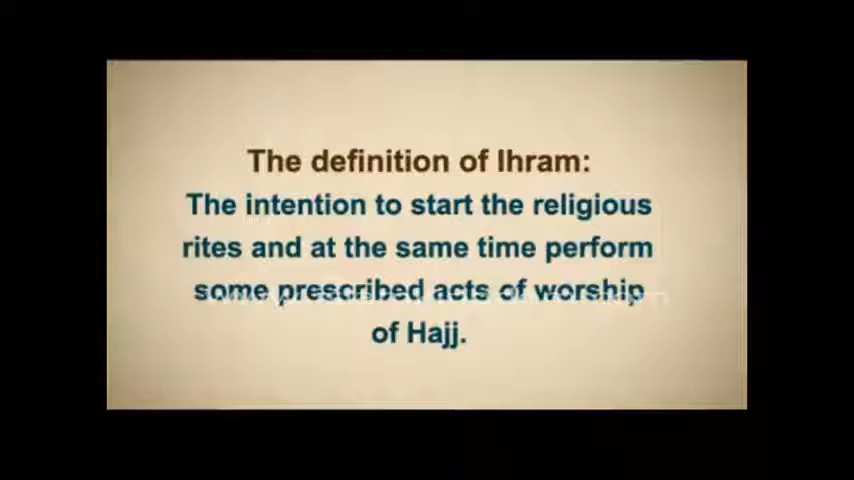 The definition of Ihram:
The intention to start the religious
rites and at the same time perform
some prescribed acts of worship
of Hajj.